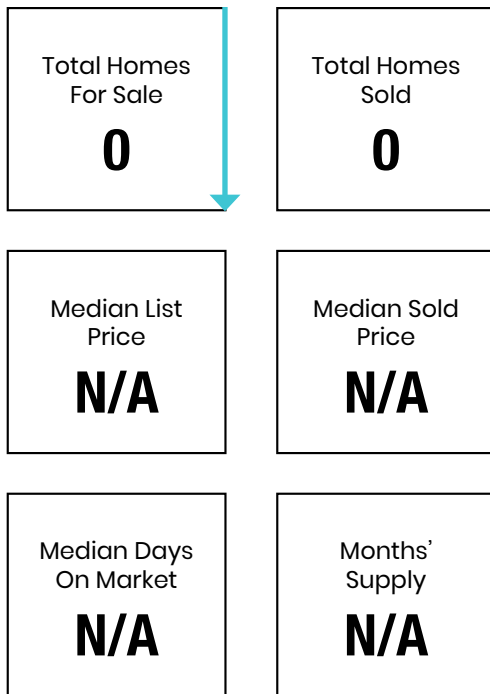 Total Homes
For Sale
0
Total Homes
Sold
0
Median List
Price
N/A
Median Sold
Price
N/A
Median Days
On Market
N/A
Months’
Supply
N/A